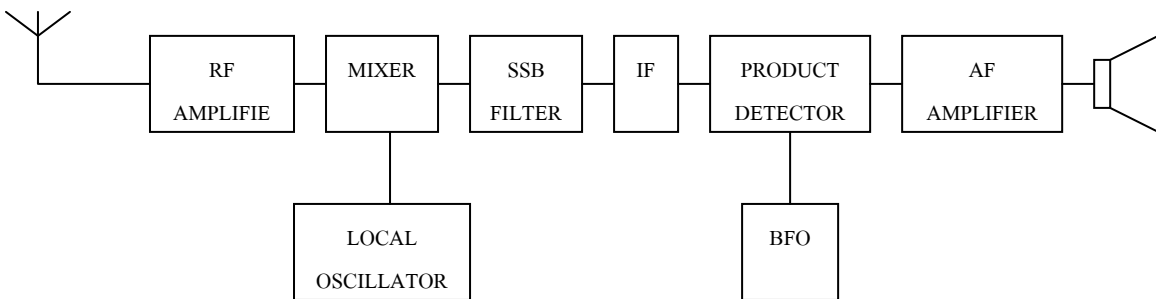 RF
AMPLIFIE
MIXER
SSB
FILTER
IF
PRODUCT
DETECTOR
AF
AMPLIFIER
LOCAL
OSCILLATOR
BFO